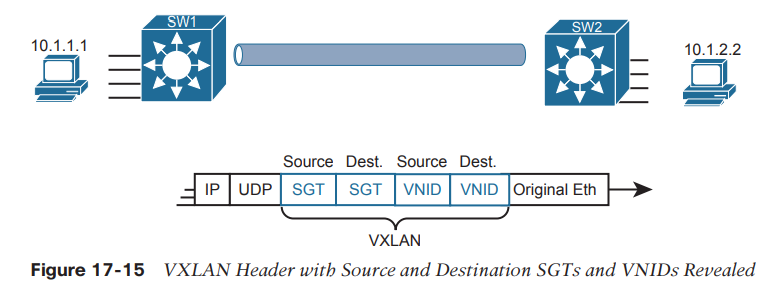 SW1
SW2
10.1.1.1
10.1.2.2
Source Dest. Source Dest.
IP UDP SGT SGT VNID VNID Original Eth
VXLAN
Figure 17-15 VXLAN Header with Source and Destination SGTs and VNIDs Revealed